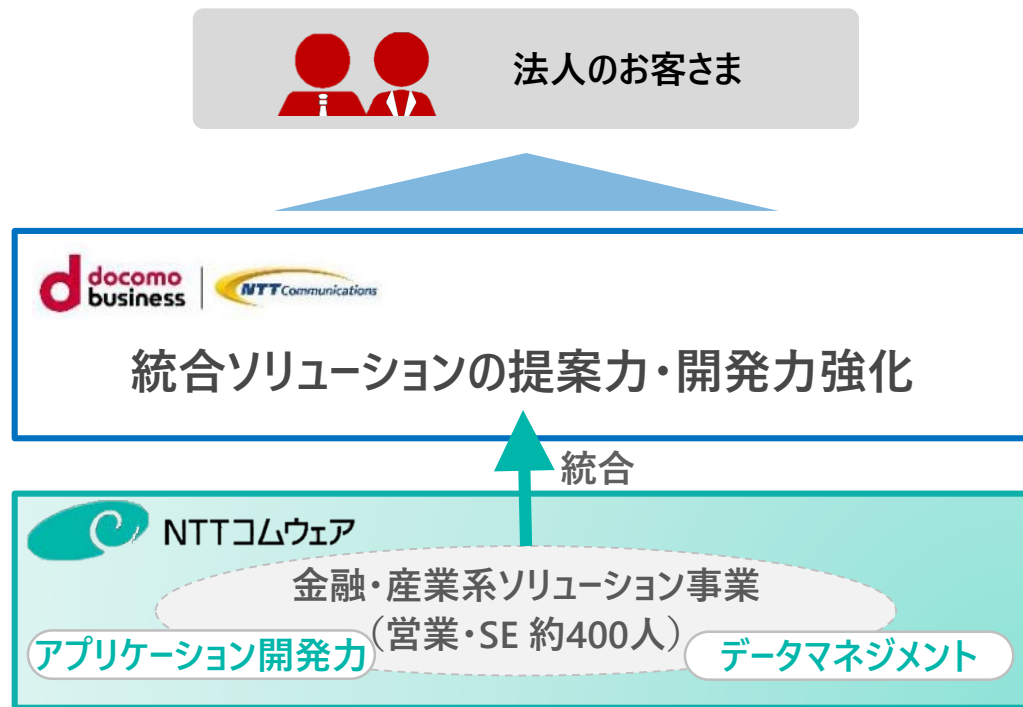 法人のお客さま
docomo
business
NTT Communications
統合ソリューションの提案力・開発力強化
統合
NTTコムウェア
金融・産業系ソリューション事業
（営業・SE 約400人）
アプリケーション開発力
データマネジメント